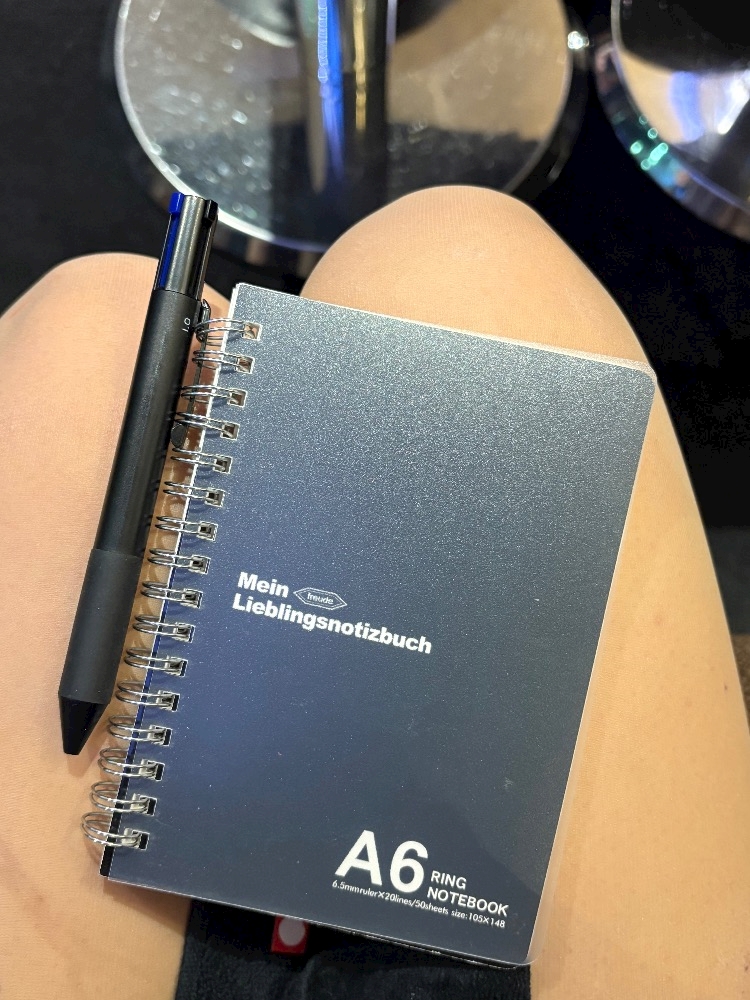 Mein freude
Lieblingsnotizbuch
A6 RING
NOTEBOOK
6.5mmruler×20lines/50sheets size:105×148